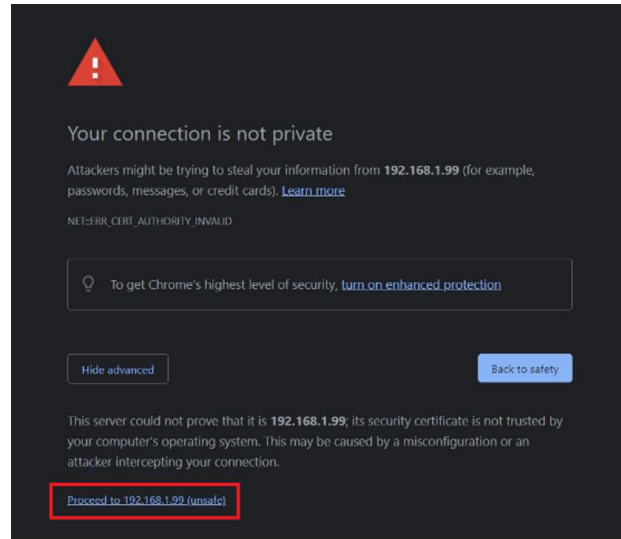 Your connection is not private
Attackers might be trying to steal your information from 192.168.1.99 (for example,
passwords, messages, or credit cards). Learn more
NET::ERR_CERT_AUTHORITY_INVALID
To get Chrome's highest level of security, turn on enhanced protection
Hide advanced
Back to safety
This server could not prove that it is 192.168.1.99; its security certificate is not trusted by
your computer's operating system. This may be caused by a misconfiguration or an
attacker intercepting your connection.
Proceed to 192.168.1.99 (unsafe)